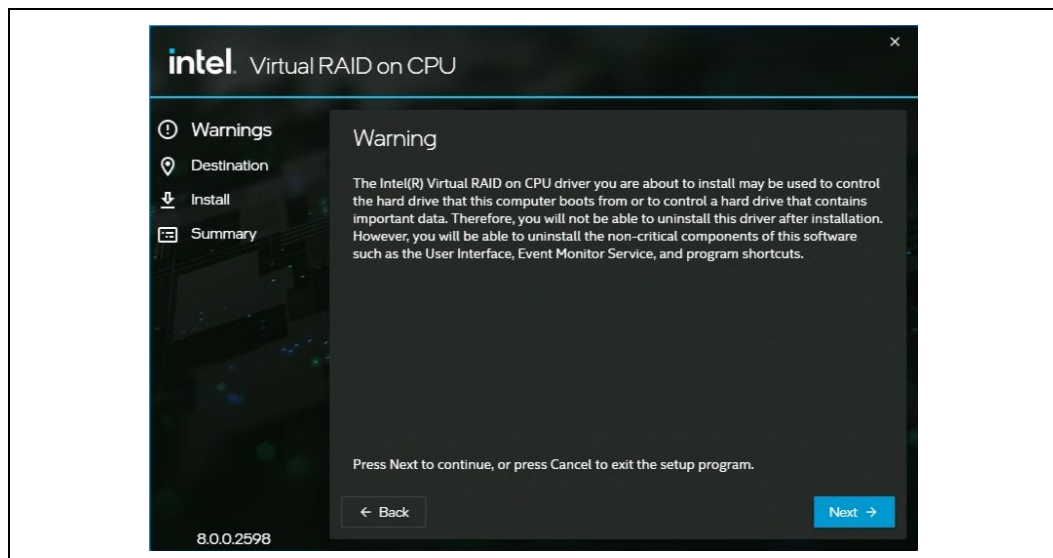 intel. Virtual RAID on CPU
Warnings
Destination
Install
Summary
8.0.0.2598
Warning
The Intel(R) Virtual RAID on CPU driver you are about to install may be used to control
the hard drive that this computer boots from or to control a hard drive that contains
important data. Therefore, you will not be able to uninstall this driver after installation.
However, you will be able to uninstall the non-critical components of this software
such as the User Interface, Event Monitor Service, and program shortcuts.
Press Next to continue, or press Cancel to exit the setup program.
← Back
Next →